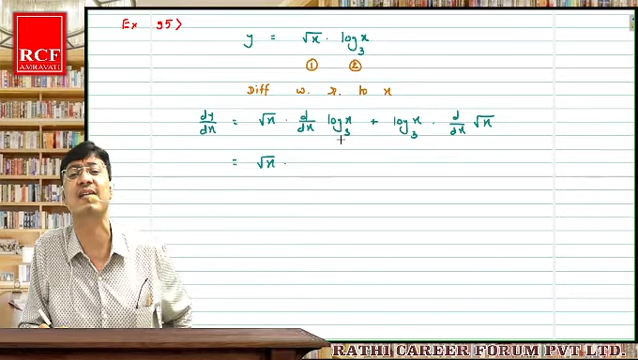 Ex 95>
RCF
AMRAVATI
y = √x · log₃x
① ②
Diff w. r. to x
dy/dx = √x · d/dx log₃x + log₃x · d/dx √x
= √x ·
RATHI CAREER FORUM PVT LTD.